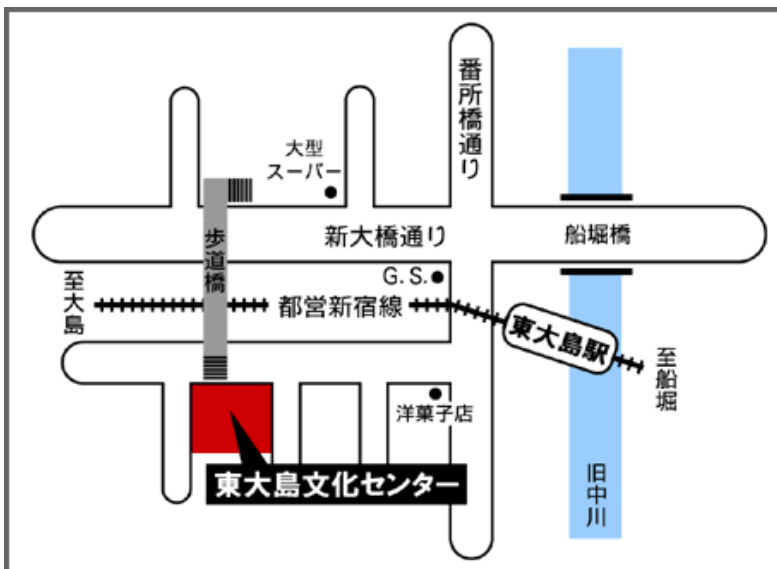 番所橋通り
大型
スーパー
歩道橋
新大橋通り
船堀橋
G.S.
至大島
都営新宿線
東大島駅
至船堀
洋菓子店
東大島文化センター
旧中川